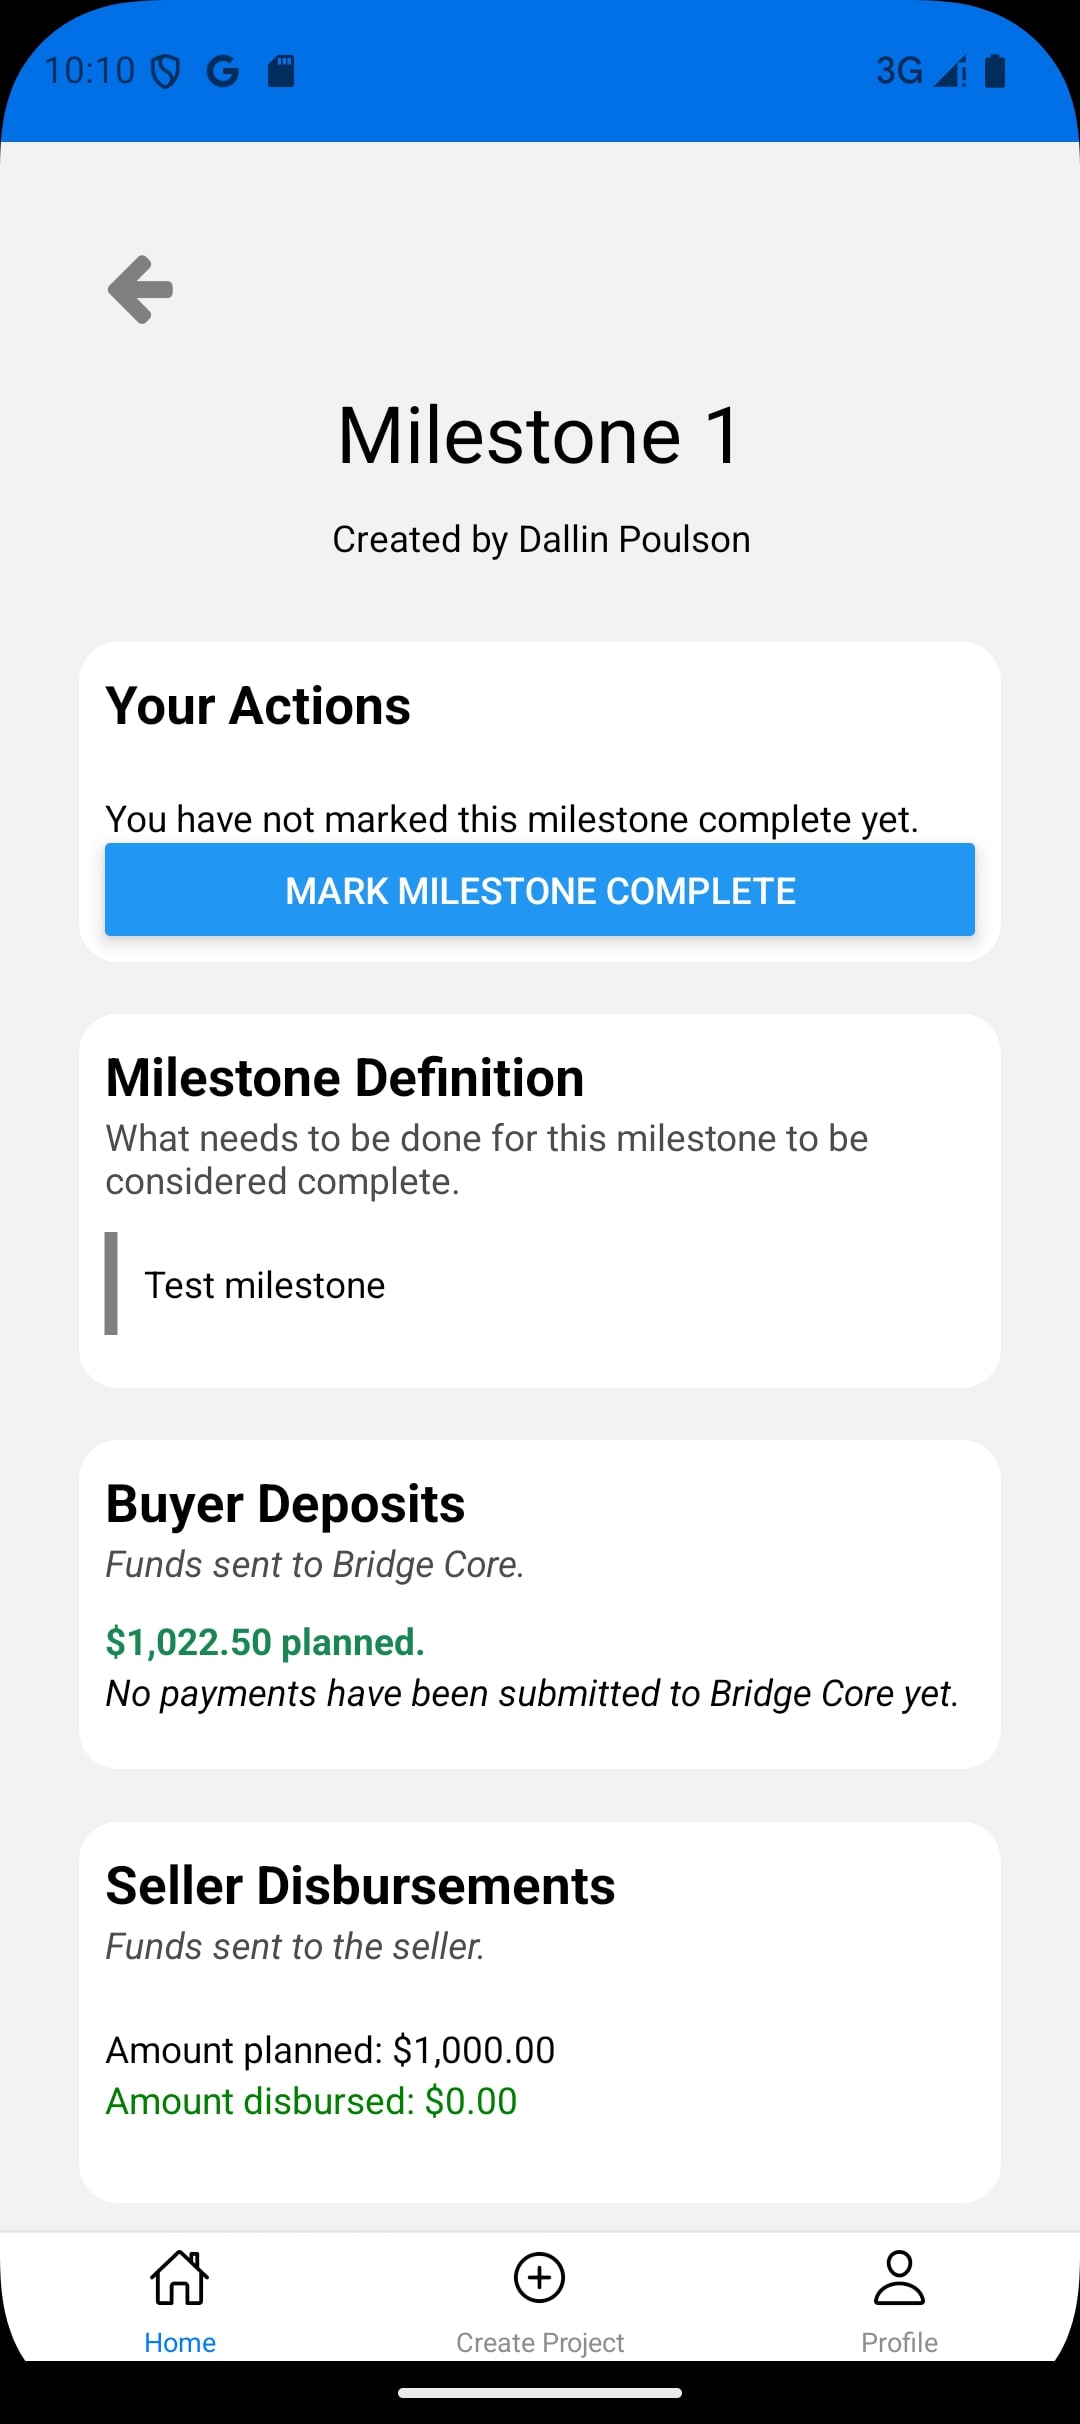 10:10
3G
Milestone 1
Created by Dallin Poulson
Your Actions
You have not marked this milestone complete yet.
MARK MILESTONE COMPLETE
Milestone Definition
What needs to be done for this milestone to be
considered complete.
Test milestone
Buyer Deposits
Funds sent to Bridge Core.
$1,022.50 planned.
No payments have been submitted to Bridge Core yet.
Seller Disbursements
Funds sent to the seller.
Amount planned: $1,000.00
Amount disbursed: $0.00
Home
Create Project
Profile